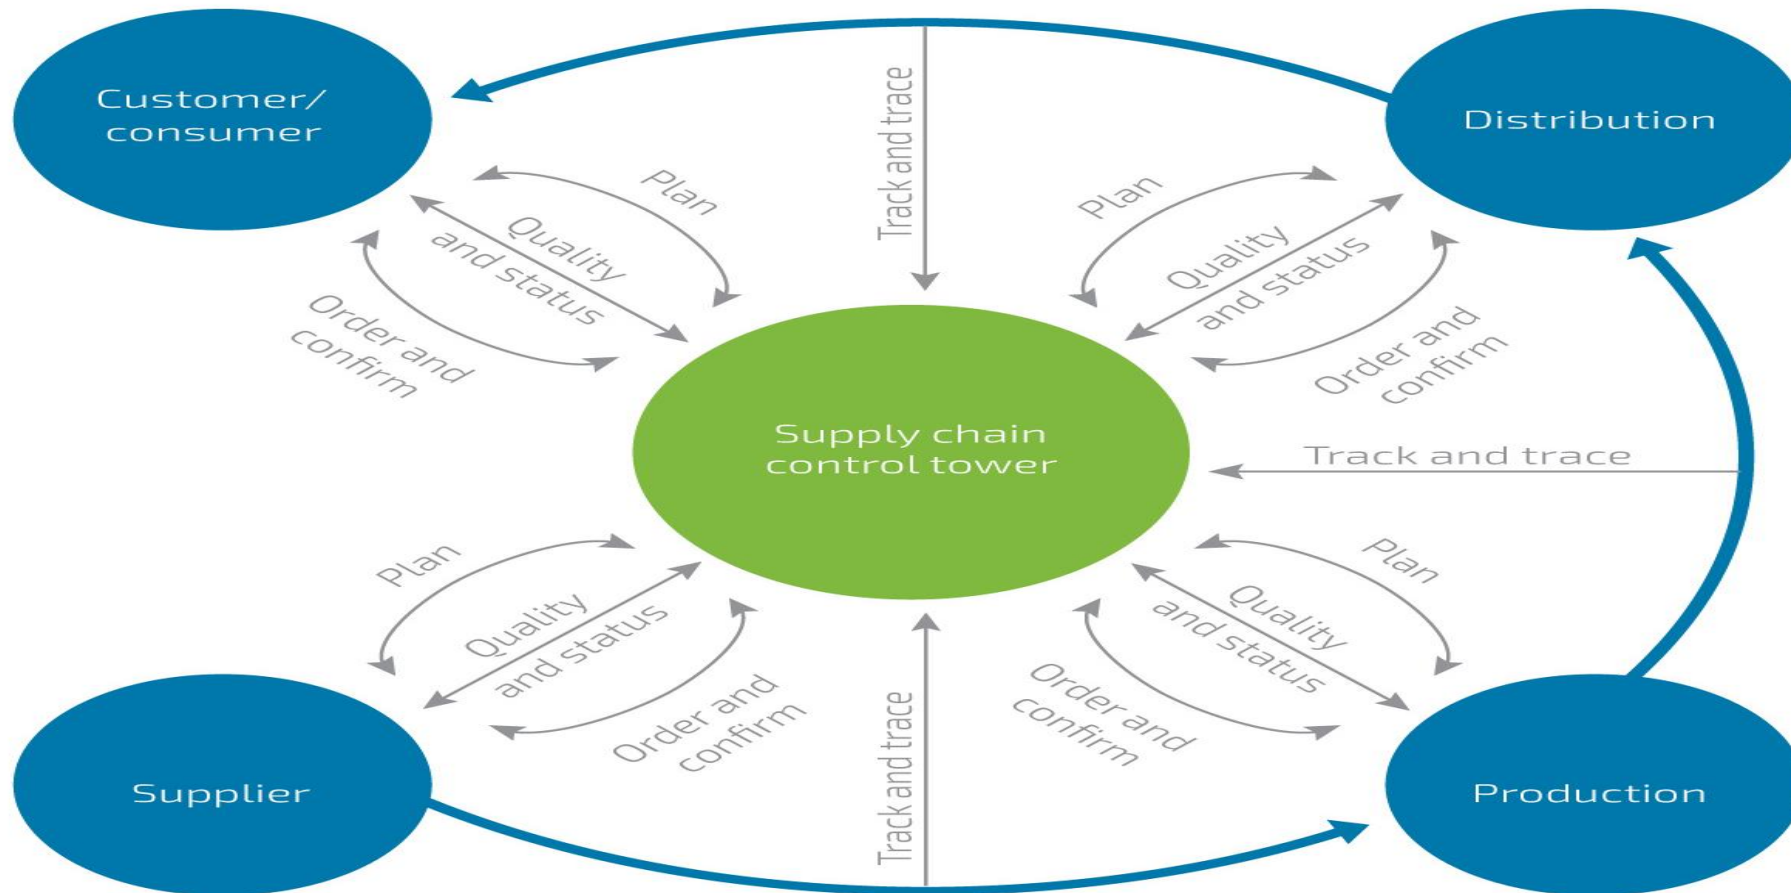 Customer/
consumer
Track and trace
Distribution
Plan
Quality
and status
Order and
confirm
Plan
Quality
and status
Order and
confirm
Supply chain
control tower
Track and trace
Plan
Quality
and status
Order and
confirm
Track and trace
Plan
Quality
and status
Order and
confirm
Supplier
Production